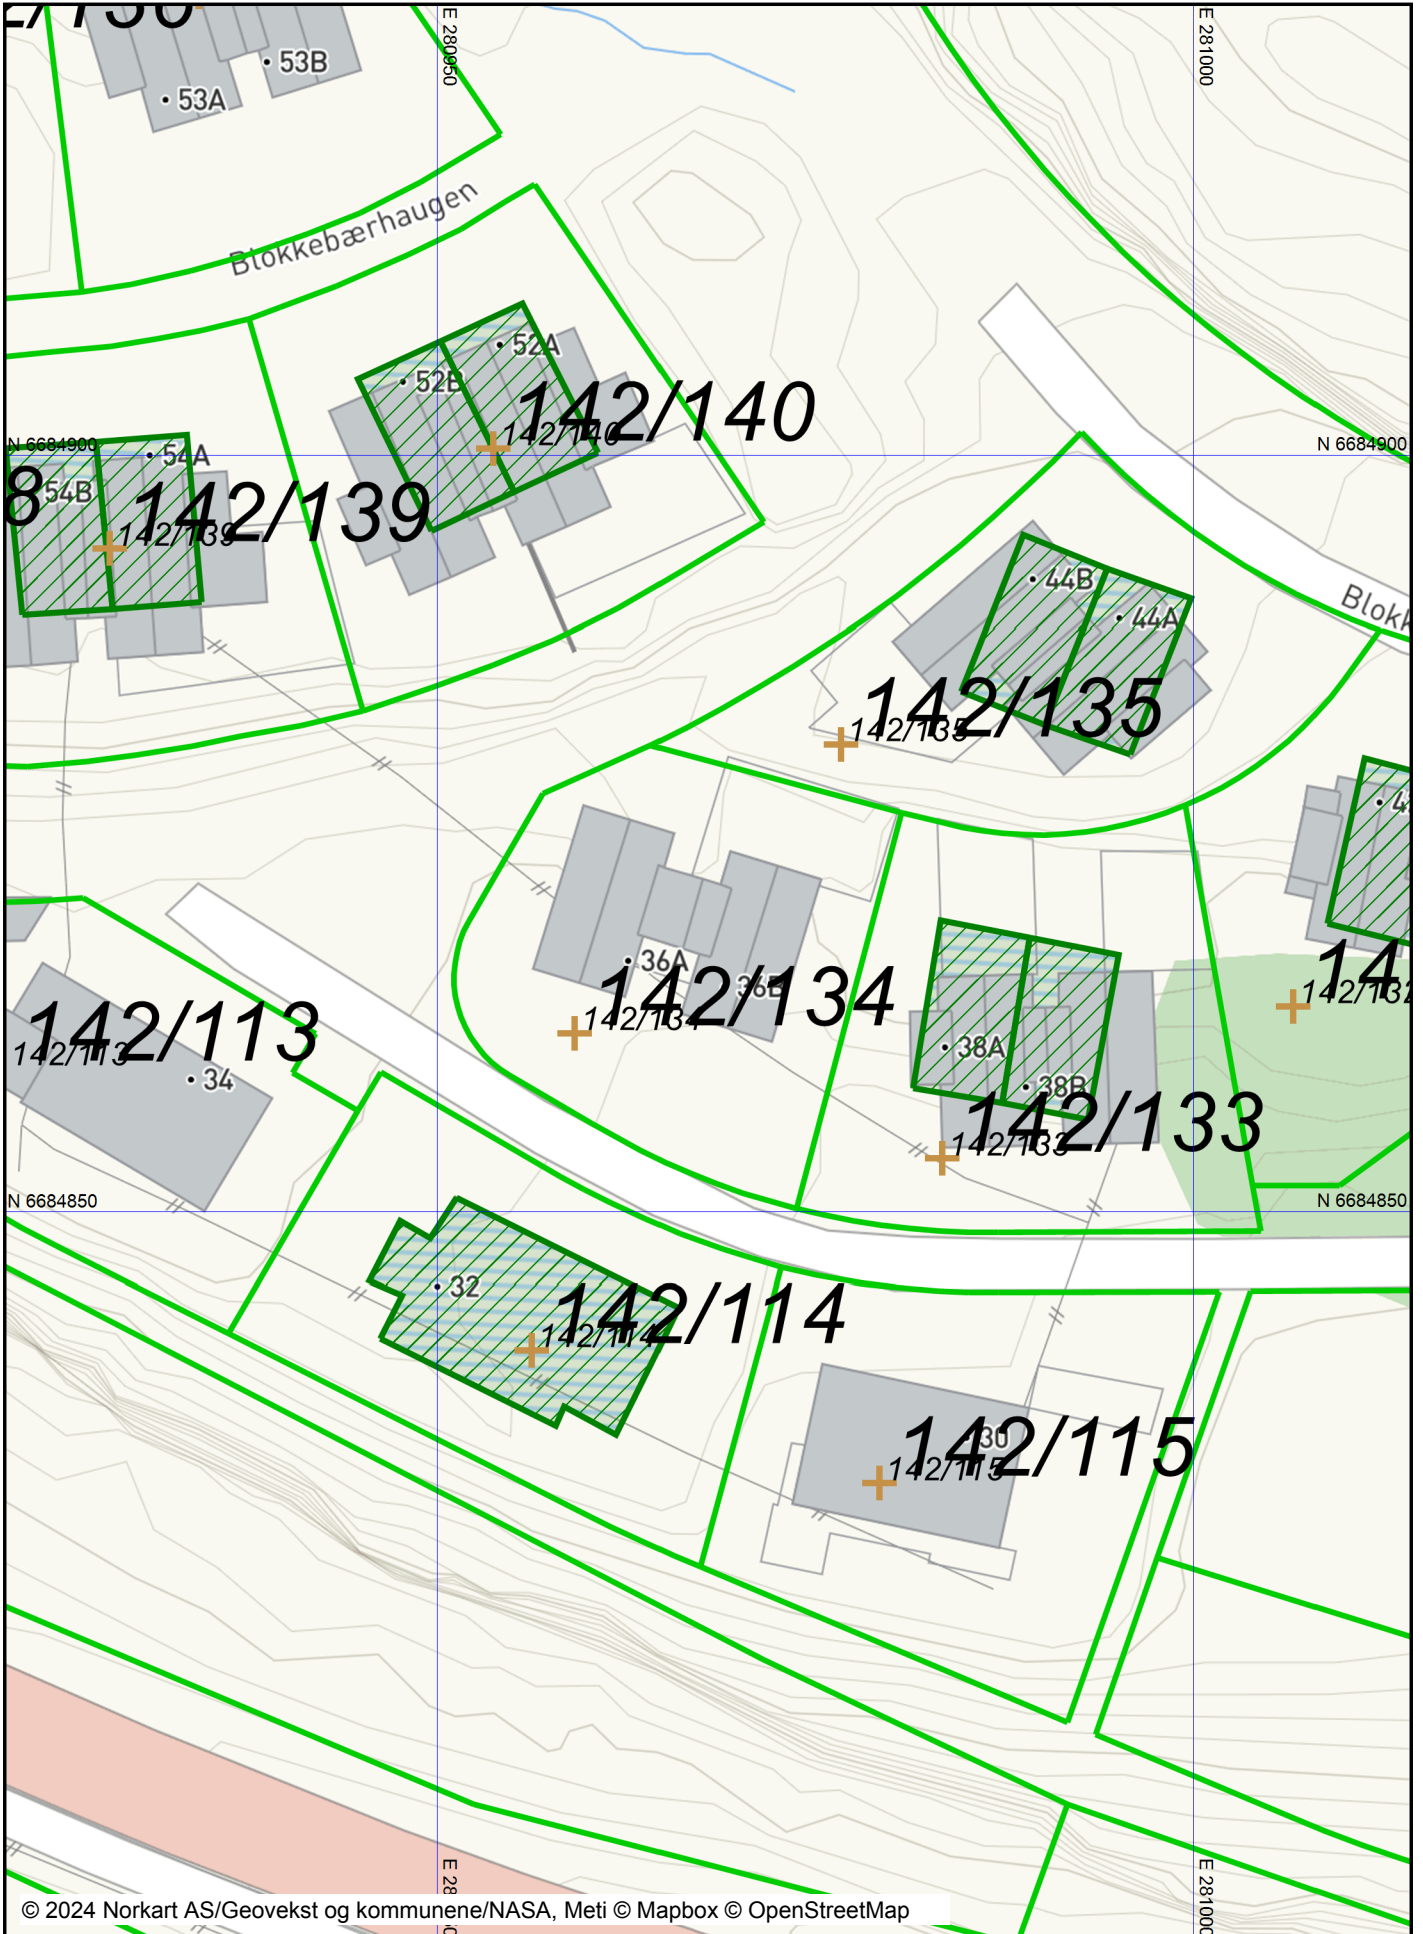 53B
53A
E 280950
E 281000
Blokkebærhaugen
52A
52B
142/140
142/140
N 6684900
N 6684900
54A
54B
8
142/139
142/139
44B
44A
Blokk
142/135
142/135
36A
36B
142/134
142/134
142/132
14
142/113
142/113
34
38A
38B
142/133
142/133
N 6684850
N 6684850
32
142/114
142/114
30
142/115
142/115
E 281000
© 2024 Norkart AS/Geovekst og kommunene/NASA, Meti © Mapbox © OpenStreetMap